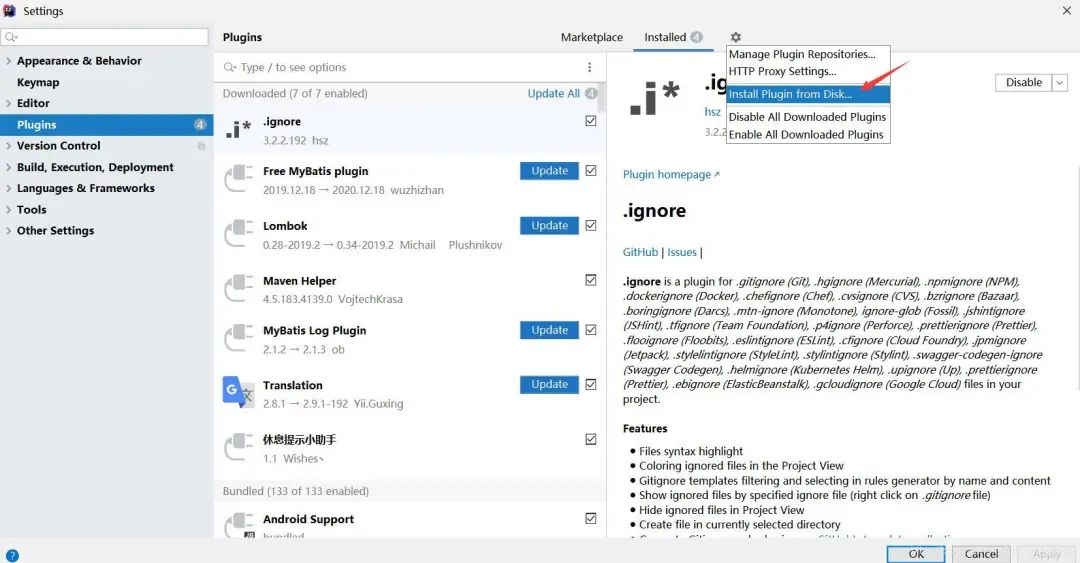 Settings
Plugins
Marketplace
Installed 4
Appearance & Behavior
Keymap
Editor
Plugins 4
Version Control
Build, Execution, Deployment
Languages & Frameworks
Tools
Other Settings
Type / to see options
Downloaded (7 of 7 enabled)
Update All 4
.i*
.ignore
3.2.2.192 hsz
Free MyBatis plugin
Update
2019.12.18 → 2020.12.18 wuzhizhan
Lombok
Update
0.28-2019.2 → 0.34-2019.2 Michail Plushnikov
Maven Helper
4.5.183.4139.0 VojtechKrasa
MyBatis Log Plugin
Update
2.1.2 → 2.1.3 ob
Translation
Update
2.8.1 → 2.9.1-192 Yii.Guxing
休息提示小助手
1.1 Wishes丶
Bundled (133 of 133 enabled)
Android Support
bundled
Manage Plugin Repositories...
HTTP Proxy Settings...
Install Plugin from Disk...
Disable All Downloaded Plugins
Enable All Downloaded Plugins
.i*
hsz
3.2.2
Disable
Plugin homepage ↗
.ignore
GitHub | Issues |
.ignore is a plugin for .gitignore (Git), .hgignore (Mercurial), .npmignore (NPM),
.dockerignore (Docker), .chefignore (Chef), .cvsignore (CVS), .bzrignore (Bazaar),
.boringignore (Darcs), .mtn-ignore (Monotone), ignore-glob (Fossil), .jshintignore
(JSHint), .tfignore (Team Foundation), .p4ignore (Perforce), .prettierignore (Prettier),
.flooignore (Floobits), .eslintignore (ESLint), .cfignore (Cloud Foundry), .jpmignore
(Jetpack), .stylelintignore (StyleLint), .stylintignore (Stylint), .swagger-codegen-ignore
(Swagger Codegen), .helmignore (Kubernetes Helm), .upignore (Up), .prettierignore
(Prettier), .ebignore (ElasticBeanstalk), .gcloudignore (Google Cloud) files in your
project.
Features
• Files syntax highlight
• Coloring ignored files in the Project View
• Gitignore templates filtering and selecting in rules generator by name and content
• Show ignored files by specified ignore file (right click on .gitignore file)
• Hide ignored files in Project View
• Create file in currently selected directory
OK
Cancel
Apply